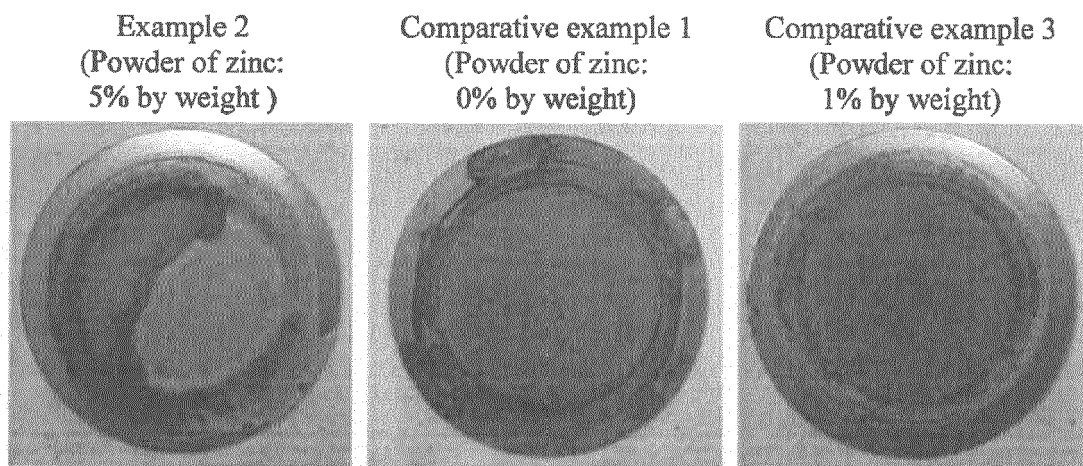 Example 2
(Powder of zinc:
5% by weight )
Comparative example 1
(Powder of zinc:
0% by weight)
Comparative example 3
(Powder of zinc:
1% by weight)